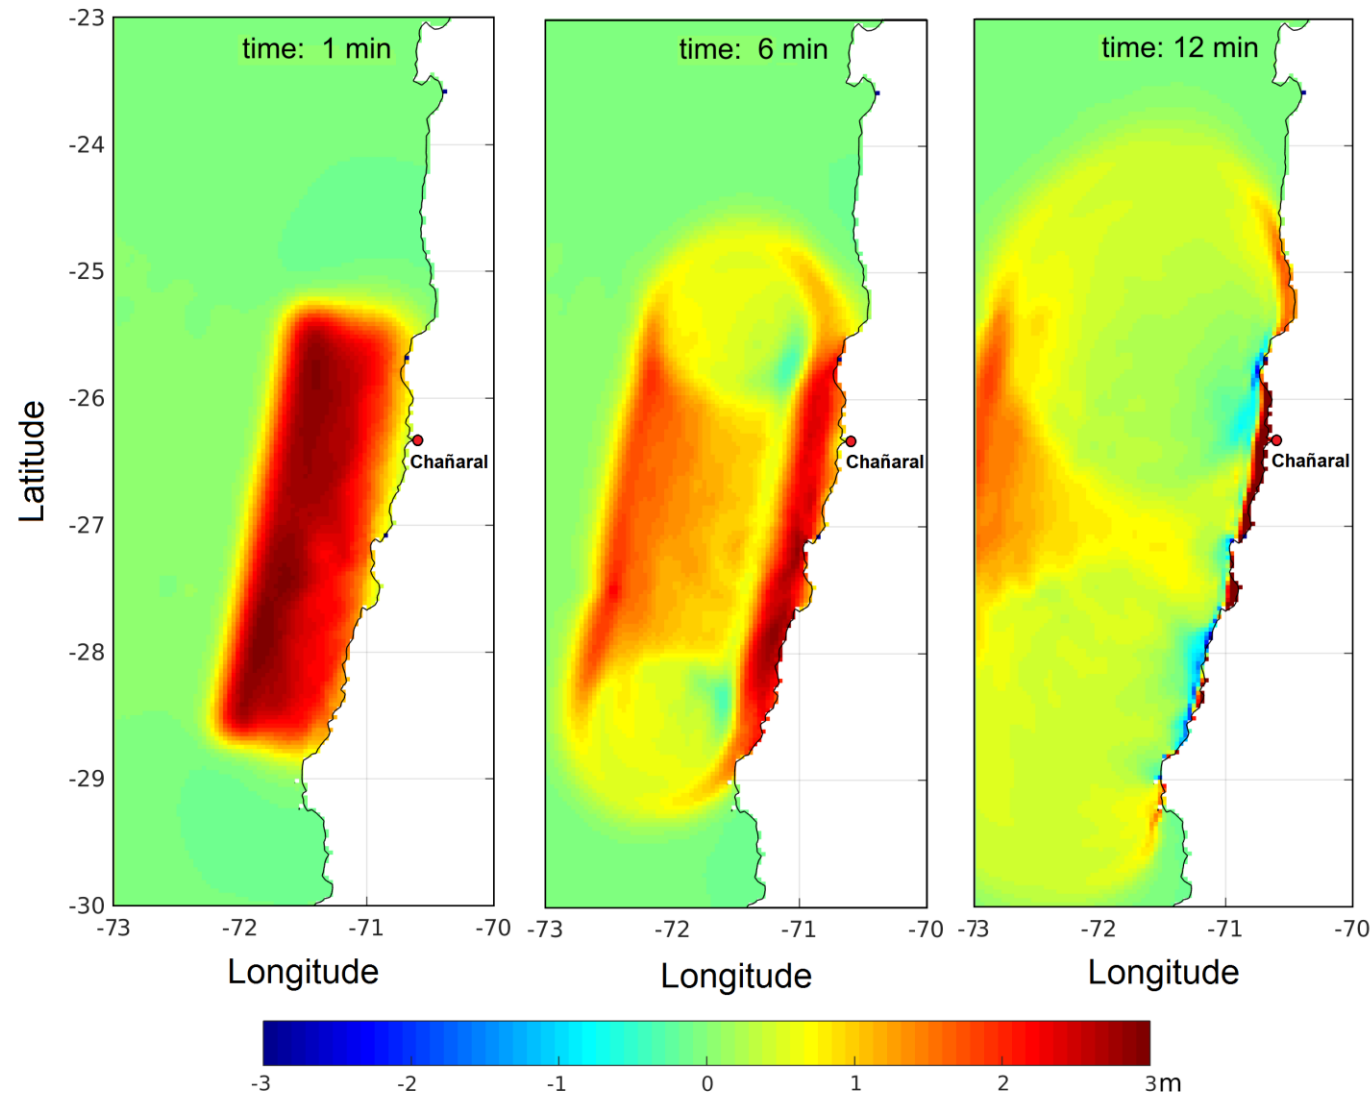 time: 1 min
time: 6 min
time: 12 min
-23
-24
-25
-26
-27
-28
-29
-30
Latitude
Chañaral
Chañaral
Chañaral
-73 -72 -71 -70
-73 -72 -71 -70
-73 -72 -71 -70
Longitude
Longitude
Longitude
-3 -2 -1 0 1 2 3m